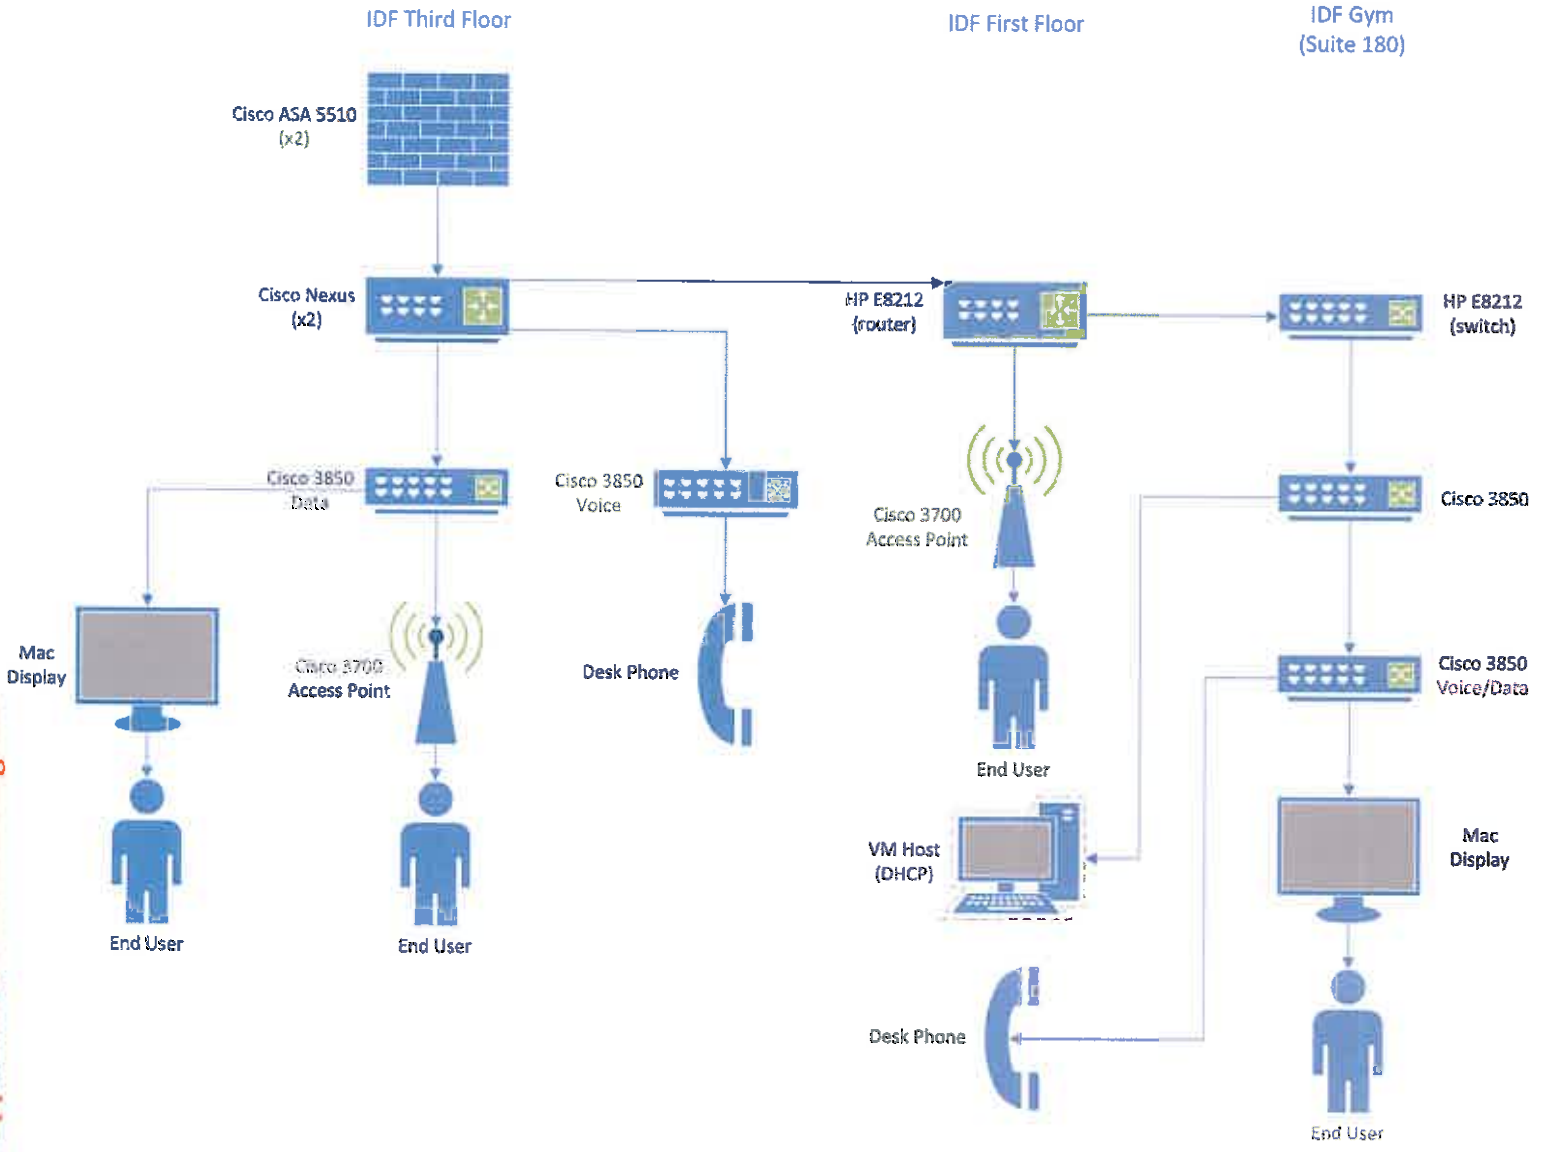 IDF Third Floor
IDF First Floor
IDF Gym
(Suite 180)
Cisco ASA 5510
(x2)
Cisco Nexus
(x2)
HP E8212
(router)
HP E8212
(switch)
Cisco 3850
Data
Cisco 3850
Voice
Cisco 3700
Access Point
Cisco 3850
Mac
Display
Cisco 3700
Access Point
Desk Phone
Cisco 3850
Voice/Data
End User
VM Host
(DHCP)
Mac
Display
End User
End User
Desk Phone
End User